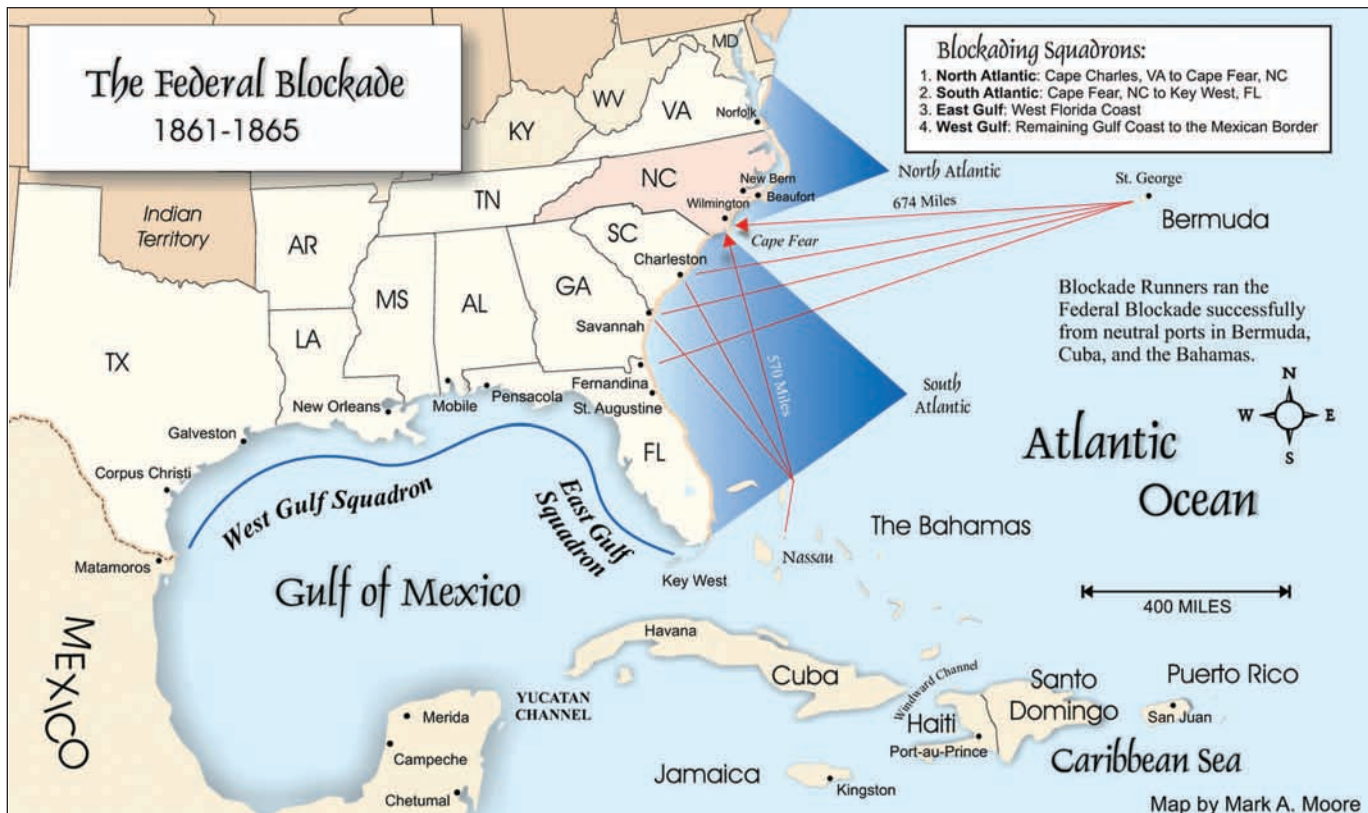 The Federal Blockade
1861-1865
Blockading Squadrons:
1. North Atlantic: Cape Charles, VA to Cape Fear, NC
2. South Atlantic: Cape Fear, NC to Key West, FL
3. East Gulf: West Florida Coast
4. West Gulf: Remaining Gulf Coast to the Mexican Border
MD
WV
VA
KY
Norfolk
North Atlantic
St. George
Bermuda
674 Miles
NC
New Bern
Beaufort
Wilmington
Cape Fear
TN
Indian
Territory
AR
SC
Charleston
MS
AL
GA
Savannah
LA
TX
Blockade Runners ran the
Federal Blockade successfully
from neutral ports in Bermuda,
Cuba, and the Bahamas.
570 Miles
South
Atlantic
N
W
E
S
Fernandina
St. Augustine
New Orleans
Mobile
Pensacola
Galveston
FL
Corpus Christi
West Gulf Squadron
East Gulf
Squadron
Atlantic
Ocean
The Bahamas
Nassau
Matamoros
Key West
Gulf of Mexico
400 MILES
MEXICO
Havana
Cuba
Windward Channel
YUCATAN
CHANNEL
Santo
Domingo
Puerto Rico
Haiti
San Juan
Port-au-Prince
Merida
Campeche
Chetumal
Jamaica
Kingston
Caribbean Sea
Map by Mark A. Moore